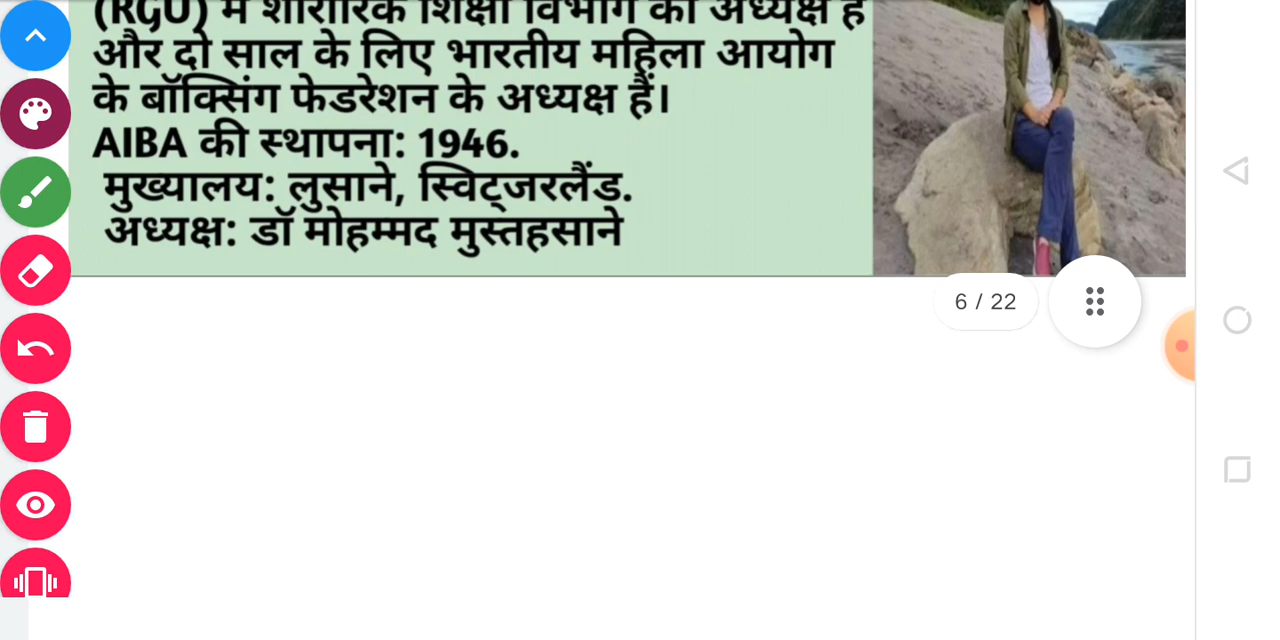 (RGU) में शारीरिक शिक्षा विभाग की अध्यक्ष हैं
और दो साल के लिए भारतीय महिला आयोग
के बॉक्सिंग फेडरेशन के अध्यक्ष हैं।
AIBA की स्थापना: 1946.
मुख्यालय: लुसाने, स्विट्जरलैंड.
अध्यक्ष: डॉ मोहम्मद मुस्तहसाने
6 / 22